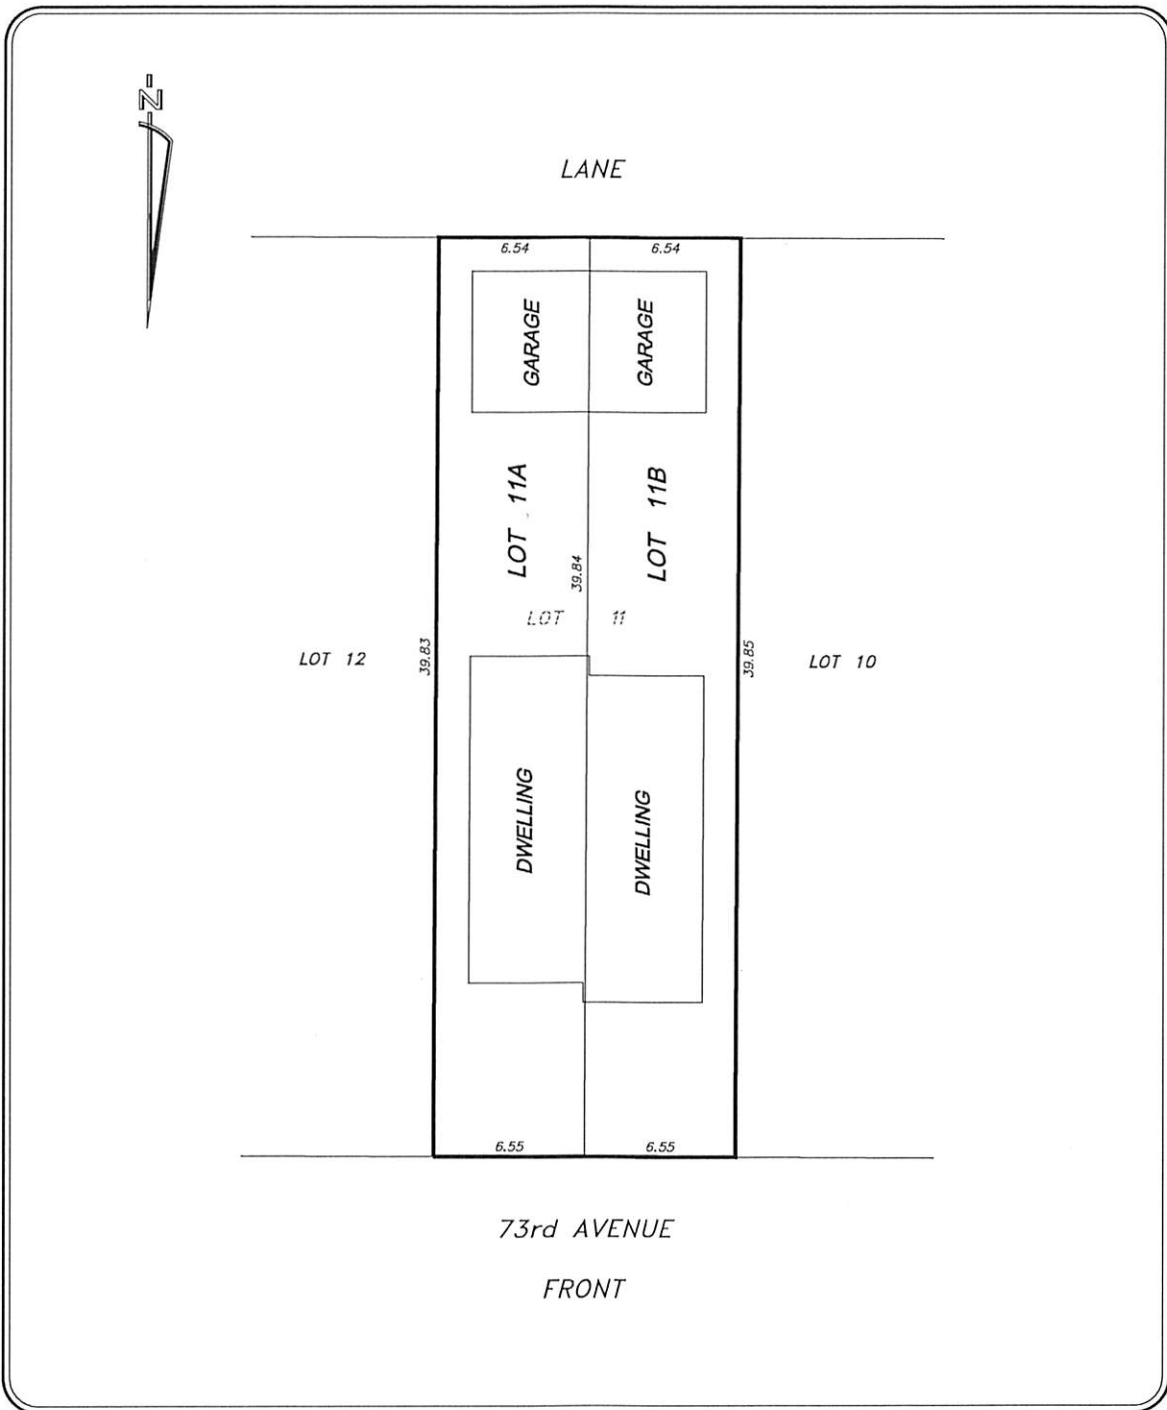 -N-
LANE
6.54 6.54
GARAGE GARAGE
LOT 11A LOT 11B
39.84
LOT 11
LOT 12 39.83 39.85 LOT 10
DWELLING DWELLING
6.55 6.55
73rd AVENUE
FRONT